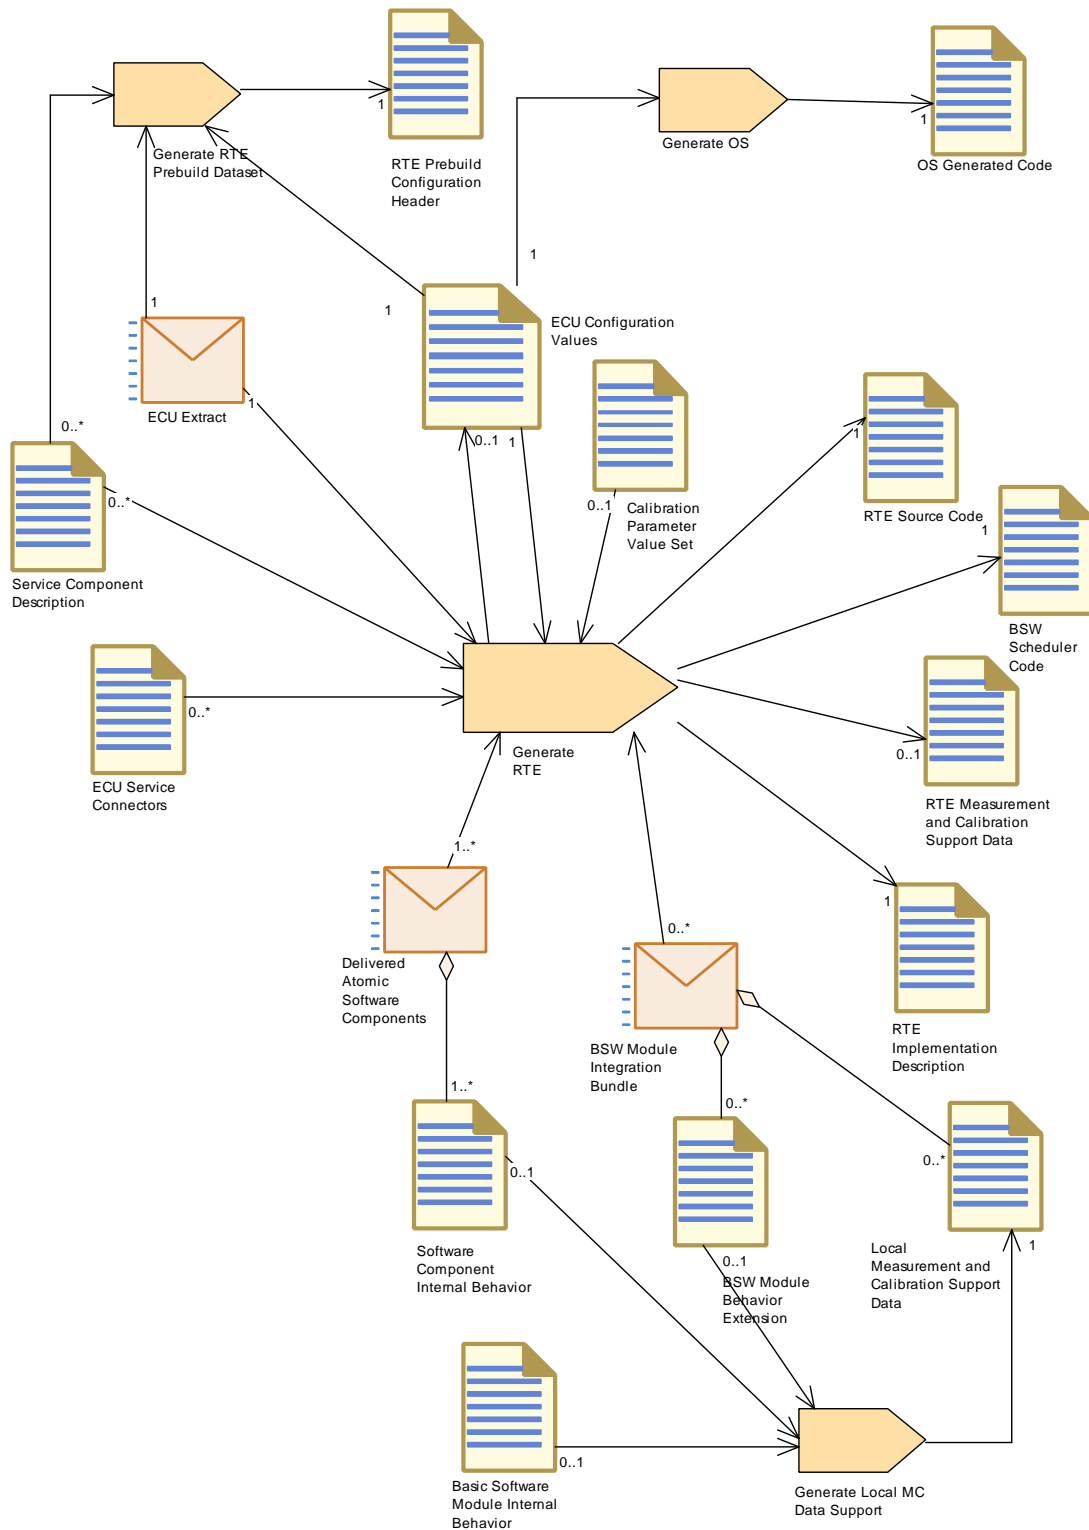 1
1
Generate OS
Generate RTE
Prebuild Dataset
RTE Prebuild
Configuration
Header
OS Generated Code
1
1
1
ECU Configuration
Values
ECU Extract
1
0..*
0..1
1
1
0..*
0..1
Calibration
Parameter
Value Set
RTE Source Code
1
Service Component
Description
BSW
Scheduler
Code
0..*
Generate
RTE
0..1
ECU Service
Connectors
RTE Measurement
and Calibration
Support Data
1..*
1
0..*
Delivered
Atomic
Software
Components
BSW Module
Integration
Bundle
RTE
Implementation
Description
1..*
0..*
0..1
0..*
Software
Component
Internal Behavior
0..1
BSW Module
Behavior
Extension
1
Local
Measurement and
Calibration Support
Data
0..1
Basic Software
Module Internal
Behavior
Generate Local MC
Data Support